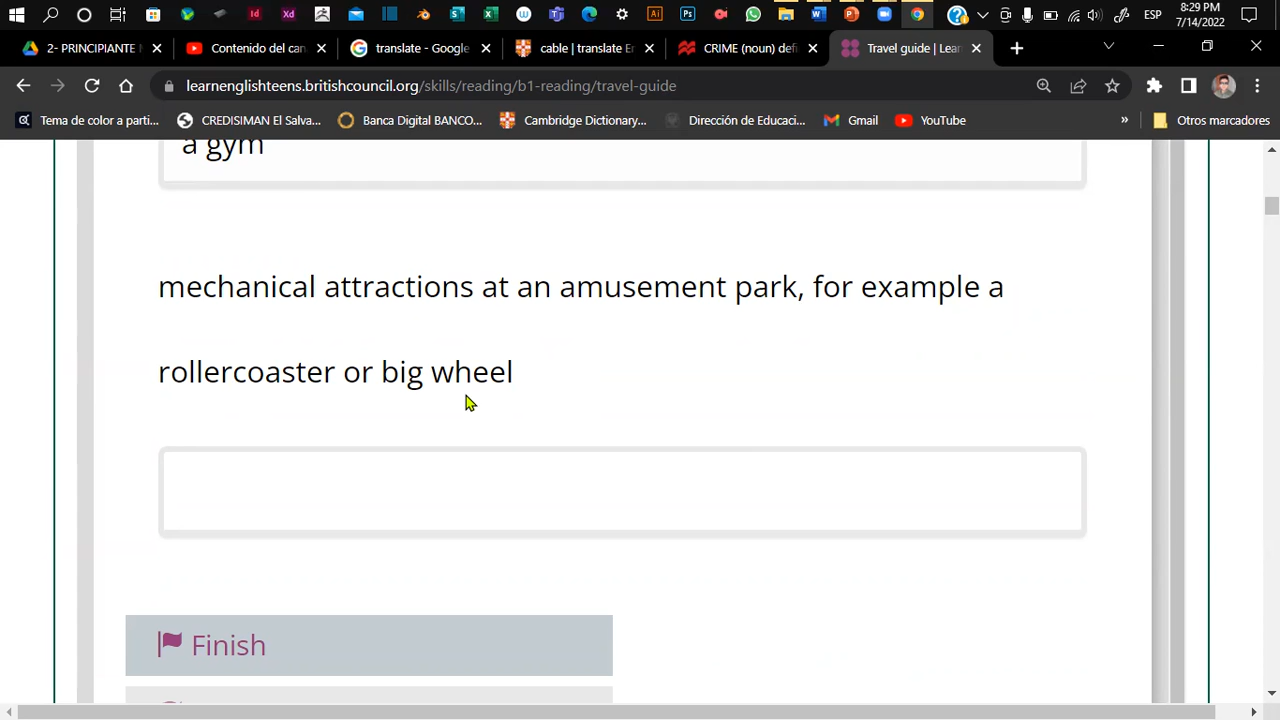 ESP
8:29 PM
7/14/2022
2- PRINCIPIANTE M
Contenido del can
translate - Google
cable | translate En
CRIME (noun) defi
Travel guide | Lea
learnenglishteens.britishcouncil.org/skills/reading/b1-reading/travel-guide
Tema de color a parti...
CREDISIMAN El Salva...
Banca Digital BANCO...
Cambridge Dictionary...
Dirección de Educaci...
Gmail
YouTube
»
Otros marcadores
a gym
mechanical attractions at an amusement park, for example a
rollercoaster or big wheel
Finish